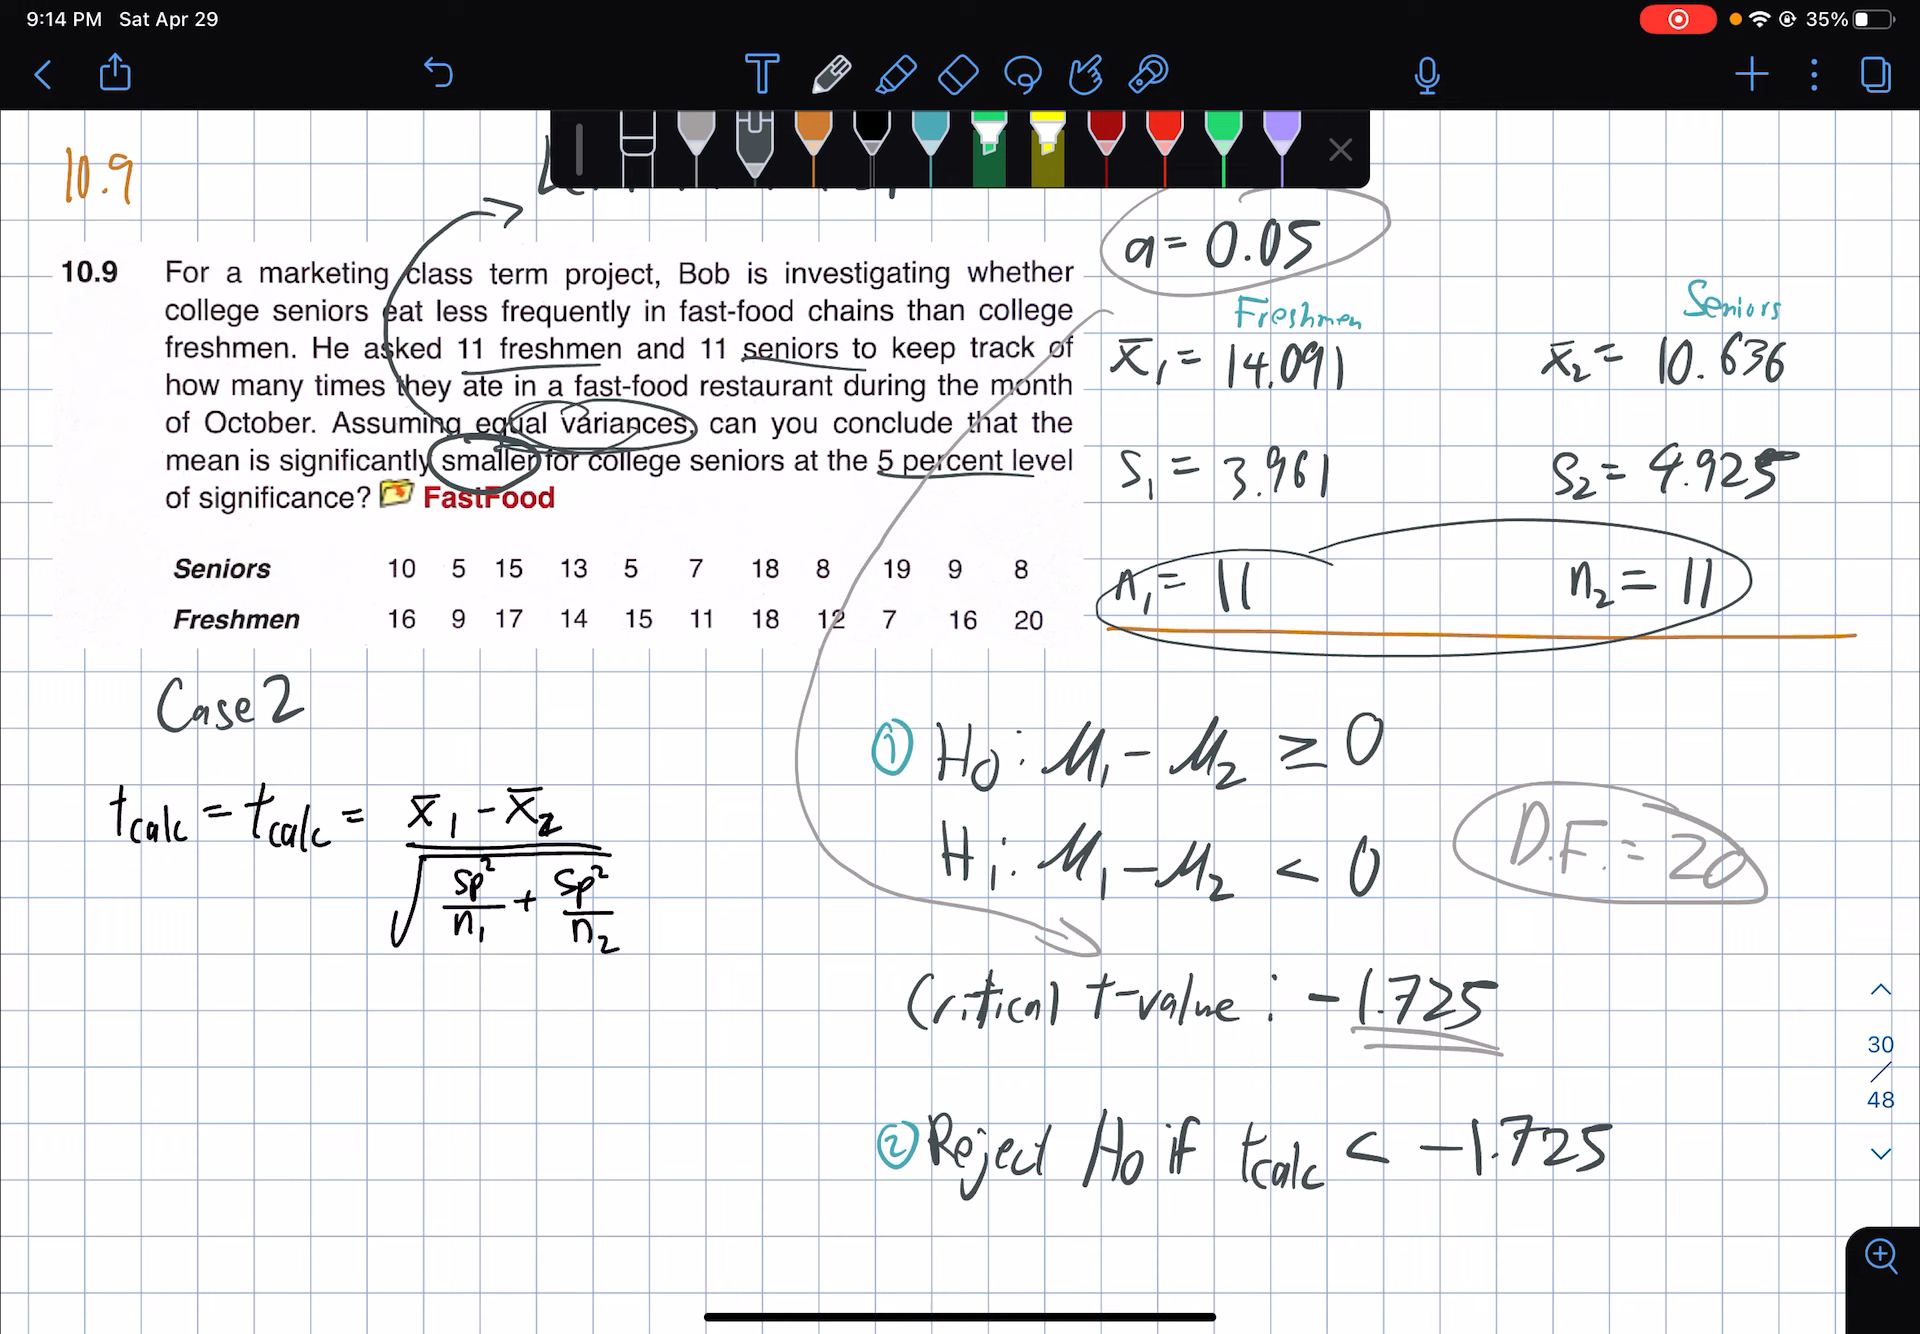 9:14 PM Sat Apr 29
35%
10.9
a = 0.05
10.9 For a marketing class term project, Bob is investigating whether
college seniors eat less frequently in fast-food chains than college
freshmen. He asked 11 freshmen and 11 seniors to keep track of
how many times they ate in a fast-food restaurant during the month
of October. Assuming equal variances, can you conclude that the
mean is significantly smaller for college seniors at the 5 percent level
of significance? FastFood
Seniors 10 5 15 13 5 7 18 8 19 9 8
Freshmen 16 9 17 14 15 11 18 12 7 16 20
Freshmen Seniors
x̄₁ = 14.091 x̄₂ = 10.636
S₁ = 3.961 S₂ = 4.925
n₁ = 11 n₂ = 11
Case 2
tcalc = tcalc = x̄₁ - x̄₂
√ sp²/n₁ + sp²/n₂
① H₀: M₁ - M₂ ≥ 0
H₁: M₁ - M₂ < 0
D.F. = 20
Critical t-value: -1.725
② Reject H₀ if tcalc < -1.725
30
/
48